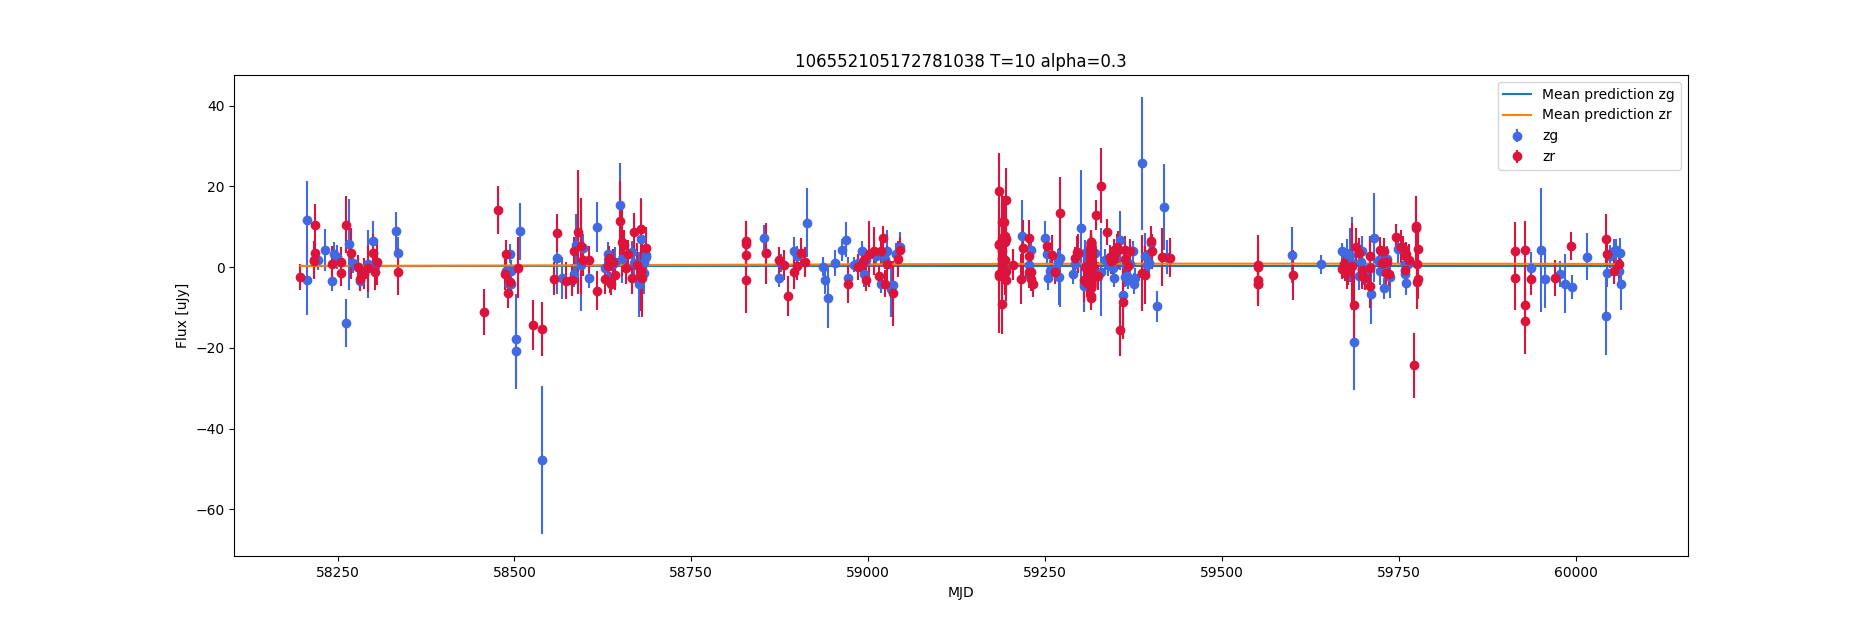 106552105172781038 T=10 alpha=0.3
Mean prediction zg
Mean prediction zr
zg
zr
Flux [uJy]
40
20
0
−20
−40
−60
58250 58500 58750 59000 59250 59500 59750 60000
MJD